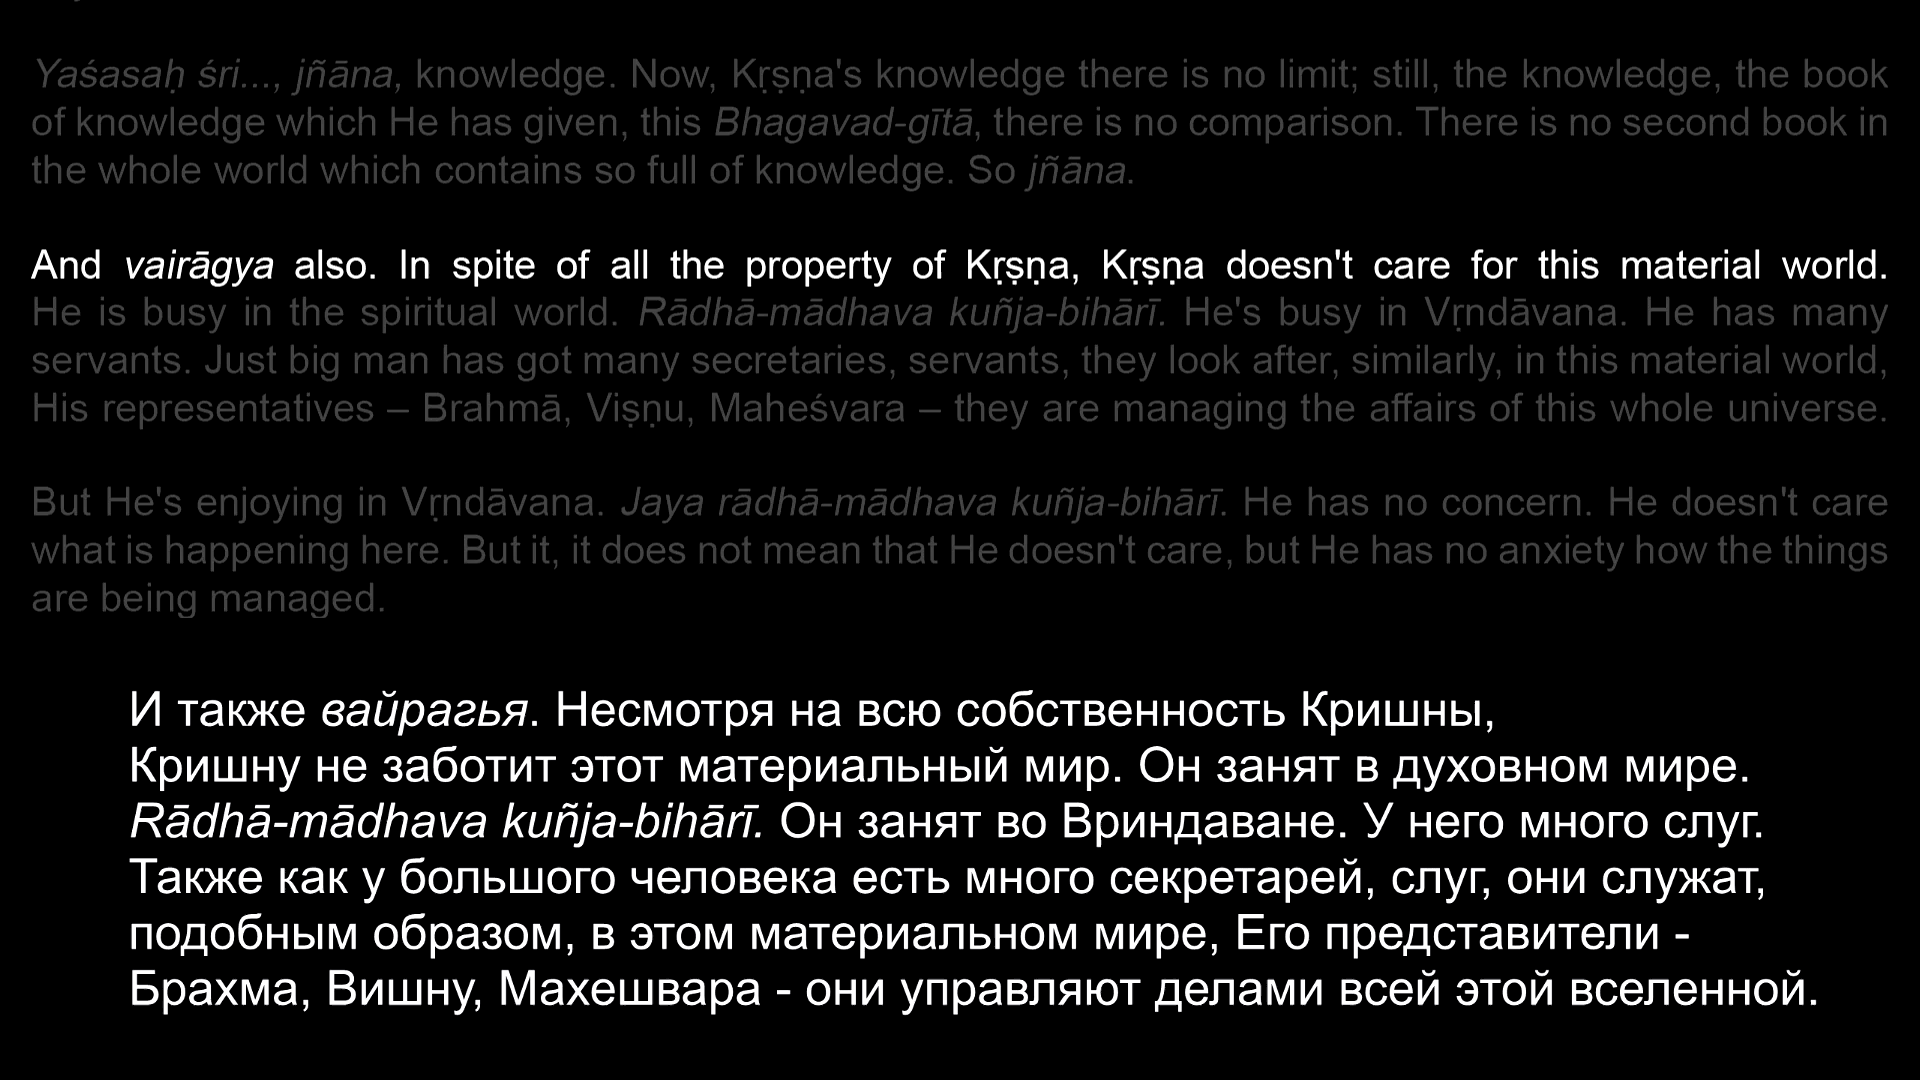 Yaśasaḥ śri..., jñāna, knowledge. Now, Kṛṣṇa's knowledge there is no limit; still, the knowledge, the book
of knowledge which He has given, this Bhagavad-gītā, there is no comparison. There is no second book in
the whole world which contains so full of knowledge. So jñāna.
And vairāgya also. In spite of all the property of Kṛṣṇa, Kṛṣṇa doesn't care for this material world.
He is busy in the spiritual world. Rādhā-mādhava kuñja-bihārī. He's busy in Vṛndāvana. He has many
servants. Just big man has got many secretaries, servants, they look after, similarly, in this material world,
His representatives – Brahmā, Viṣṇu, Maheśvara – they are managing the affairs of this whole universe.
But He's enjoying in Vṛndāvana. Jaya rādhā-mādhava kuñja-bihārī. He has no concern. He doesn't care
what is happening here. But it, it does not mean that He doesn't care, but He has no anxiety how the things
are being managed.
И также вайрагья. Несмотря на всю собственность Кришны,
Кришну не заботит этот материальный мир. Он занят в духовном мире.
Rādhā-mādhava kuñja-bihārī. Он занят во Вриндаване. У него много слуг.
Также как у большого человека есть много секретарей, слуг, они служат,
подобным образом, в этом материальном мире, Его представители -
Брахма, Вишну, Махешвара - они управляют делами всей этой вселенной.